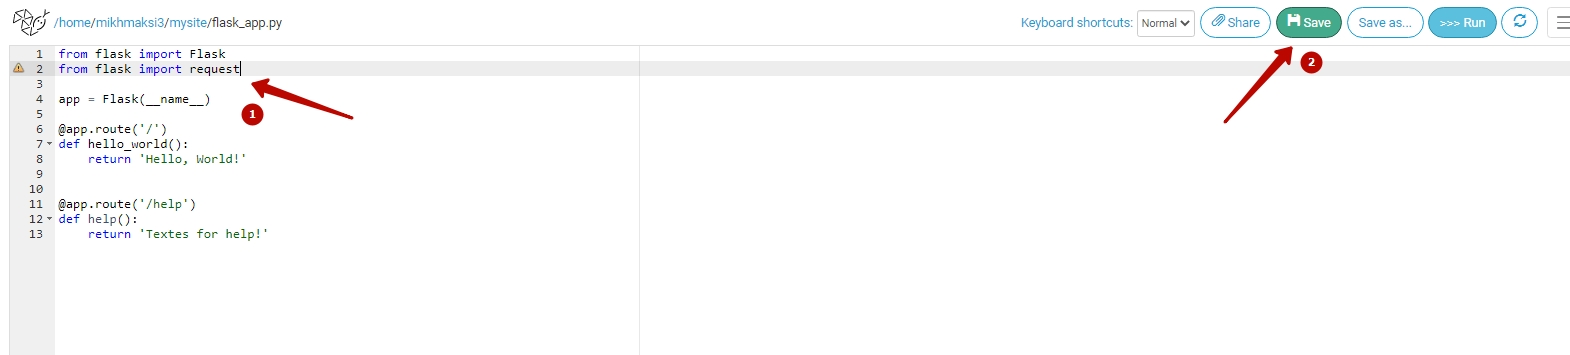 /home/mikhmaksi3/mysite/flask_app.py Keyboard shortcuts: Normal Share Save Save as... >>> Run
1 from flask import Flask
2 from flask import request
3
4 app = Flask(__name__)
5
6 @app.route('/')
7 def hello_world():
8 return 'Hello, World!'
9
10
11 @app.route('/help')
12 def help():
13 return 'Textes for help!'
1
2